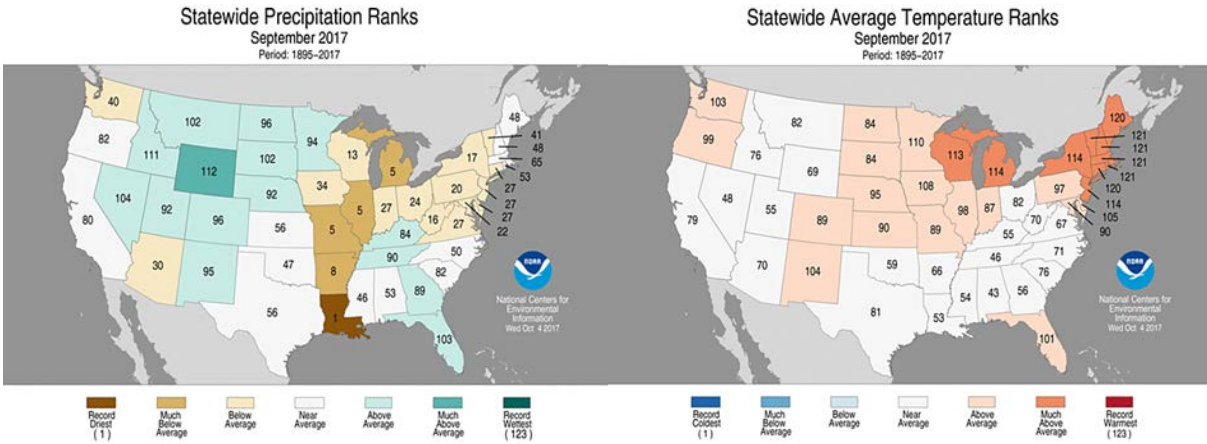 Statewide Precipitation Ranks
September 2017
Period: 1895–2017
40
102
96
94
48
41
48
65
53
27
27
27
22
82
111
112
102
13
5
17
104
92
96
92
34
5
27
24
20
16
27
80
56
5
84
50
30
95
47
8
90
82
56
1
46
53
89
103
NOAA
National Centers for
Environmental
Information
Wed Oct 4 2017
Record
Driest
(1)
Much
Below
Average
Below
Average
Near
Average
Above
Average
Much
Above
Average
Record
Wettest
(123)
Statewide Average Temperature Ranks
September 2017
Period: 1895–2017
103
82
84
110
120
121
121
121
121
120
114
105
90
99
76
69
84
113
114
114
48
55
89
95
108
98
87
82
97
70
67
79
90
89
55
71
70
104
59
66
46
76
81
53
54
43
56
101
NOAA
National Centers for
Environmental
Information
Wed Oct 4 2017
Record
Coldest
(1)
Much
Below
Average
Below
Average
Near
Average
Above
Average
Much
Above
Average
Record
Warmest
(123)